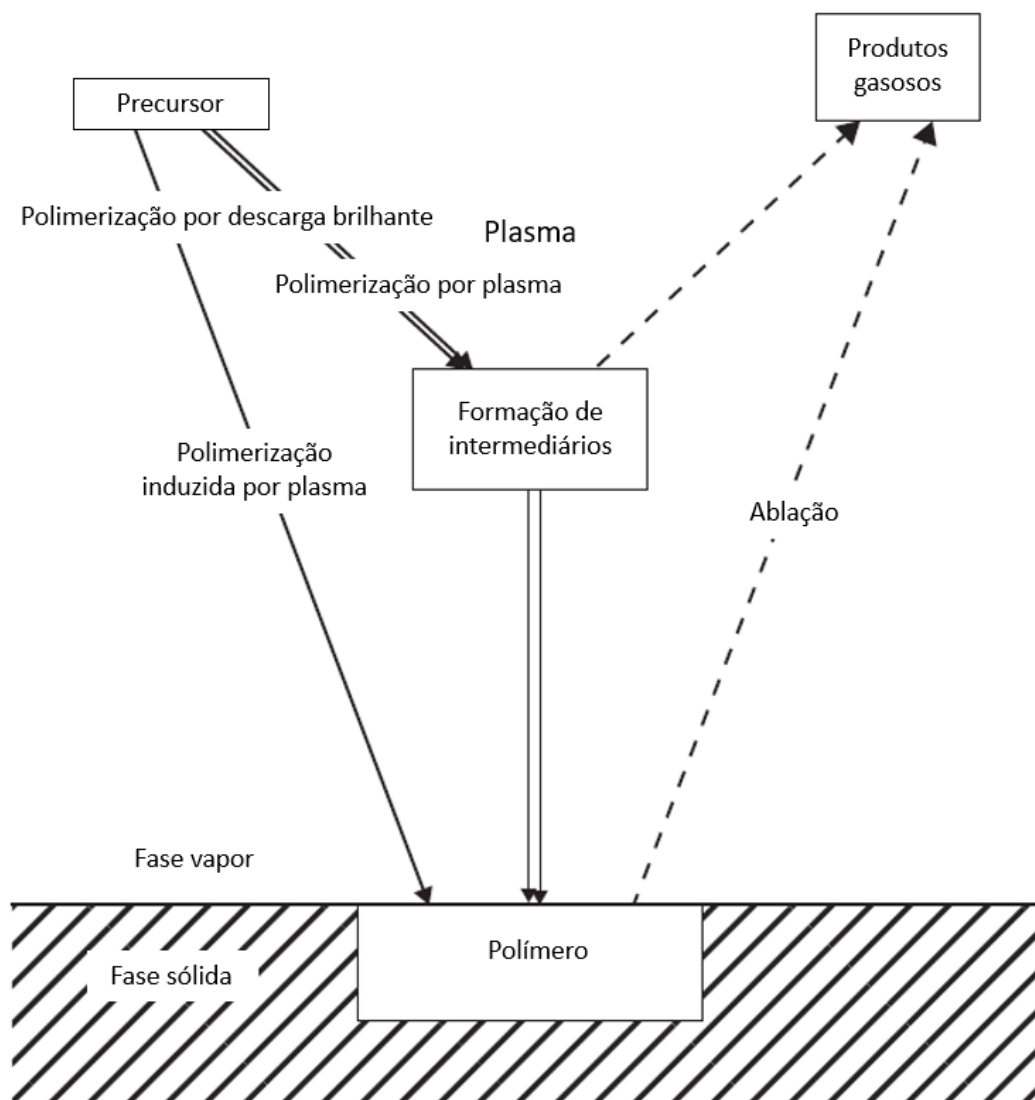 Produtos
gasosos
Precursor
Polimerização por descarga brilhante
Plasma
Polimerização por plasma
Formação de
intermediários
Polimerização
induzida por plasma
Ablação
Fase vapor
Polímero
Fase sólida